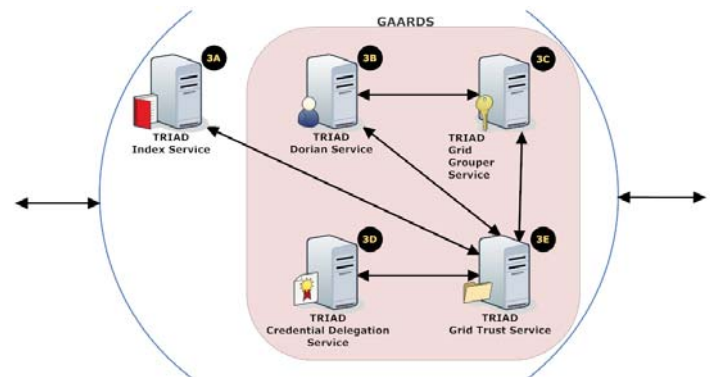 GAARDS
3A
3B
3C
TRIAD
Index Service
TRIAD
Dorian Service
TRIAD
Grid
Grouper
Service
3D
3E
TRIAD
Credential Delegation
Service
TRIAD
Grid Trust Service